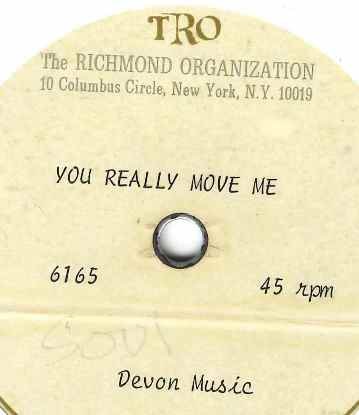 TRO
The RICHMOND ORGANIZATION
10 Columbus Circle, New York, N.Y. 10019
YOU REALLY MOVE ME
6165
45 rpm
SOUL
Devon Music